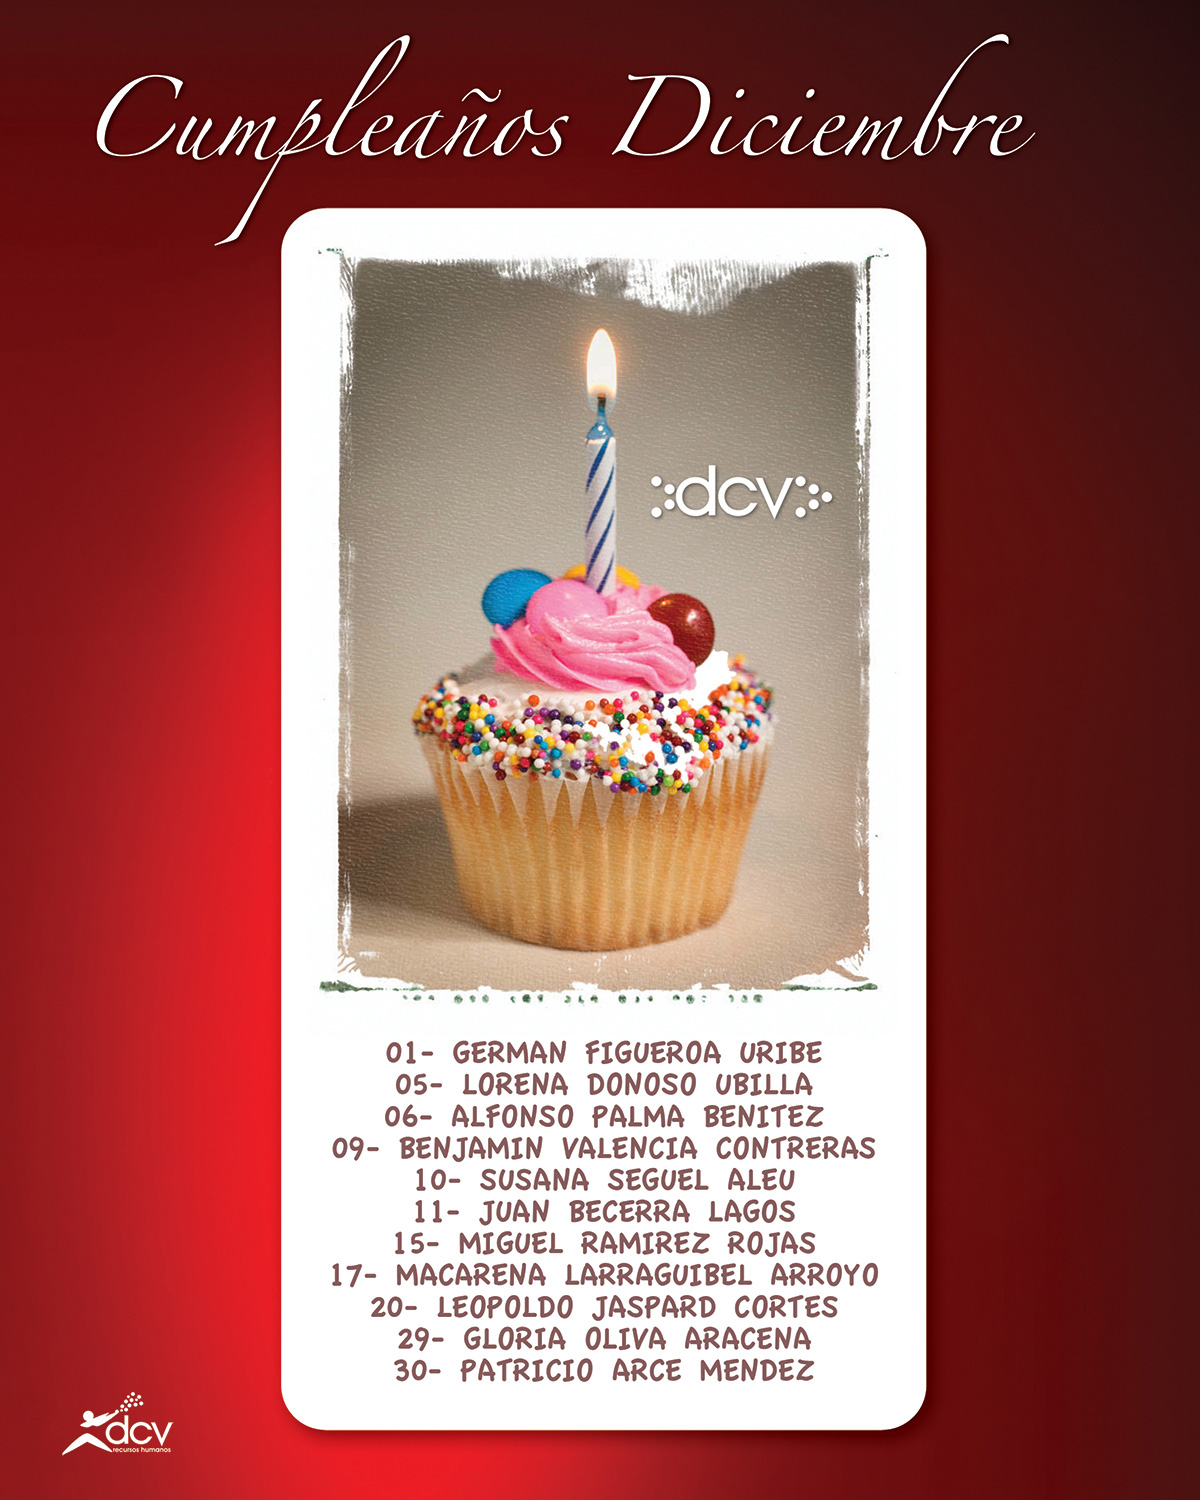 Cumpleaños Diciembre
dcv
01- GERMAN FIGUEROA URIBE
05- LORENA DONOSO UBILLA
06- ALFONSO PALMA BENITEZ
09- BENJAMIN VALENCIA CONTRERAS
10- SUSANA SEGUEL ALEU
11- JUAN BECERRA LAGOS
15- MIGUEL RAMIREZ ROJAS
17- MACARENA LARRAGUIBEL ARROYO
20- LEOPOLDO JASPARD CORTES
29- GLORIA OLIVA ARACENA
30- PATRICIO ARCE MENDEZ
dcv
recursos humanos